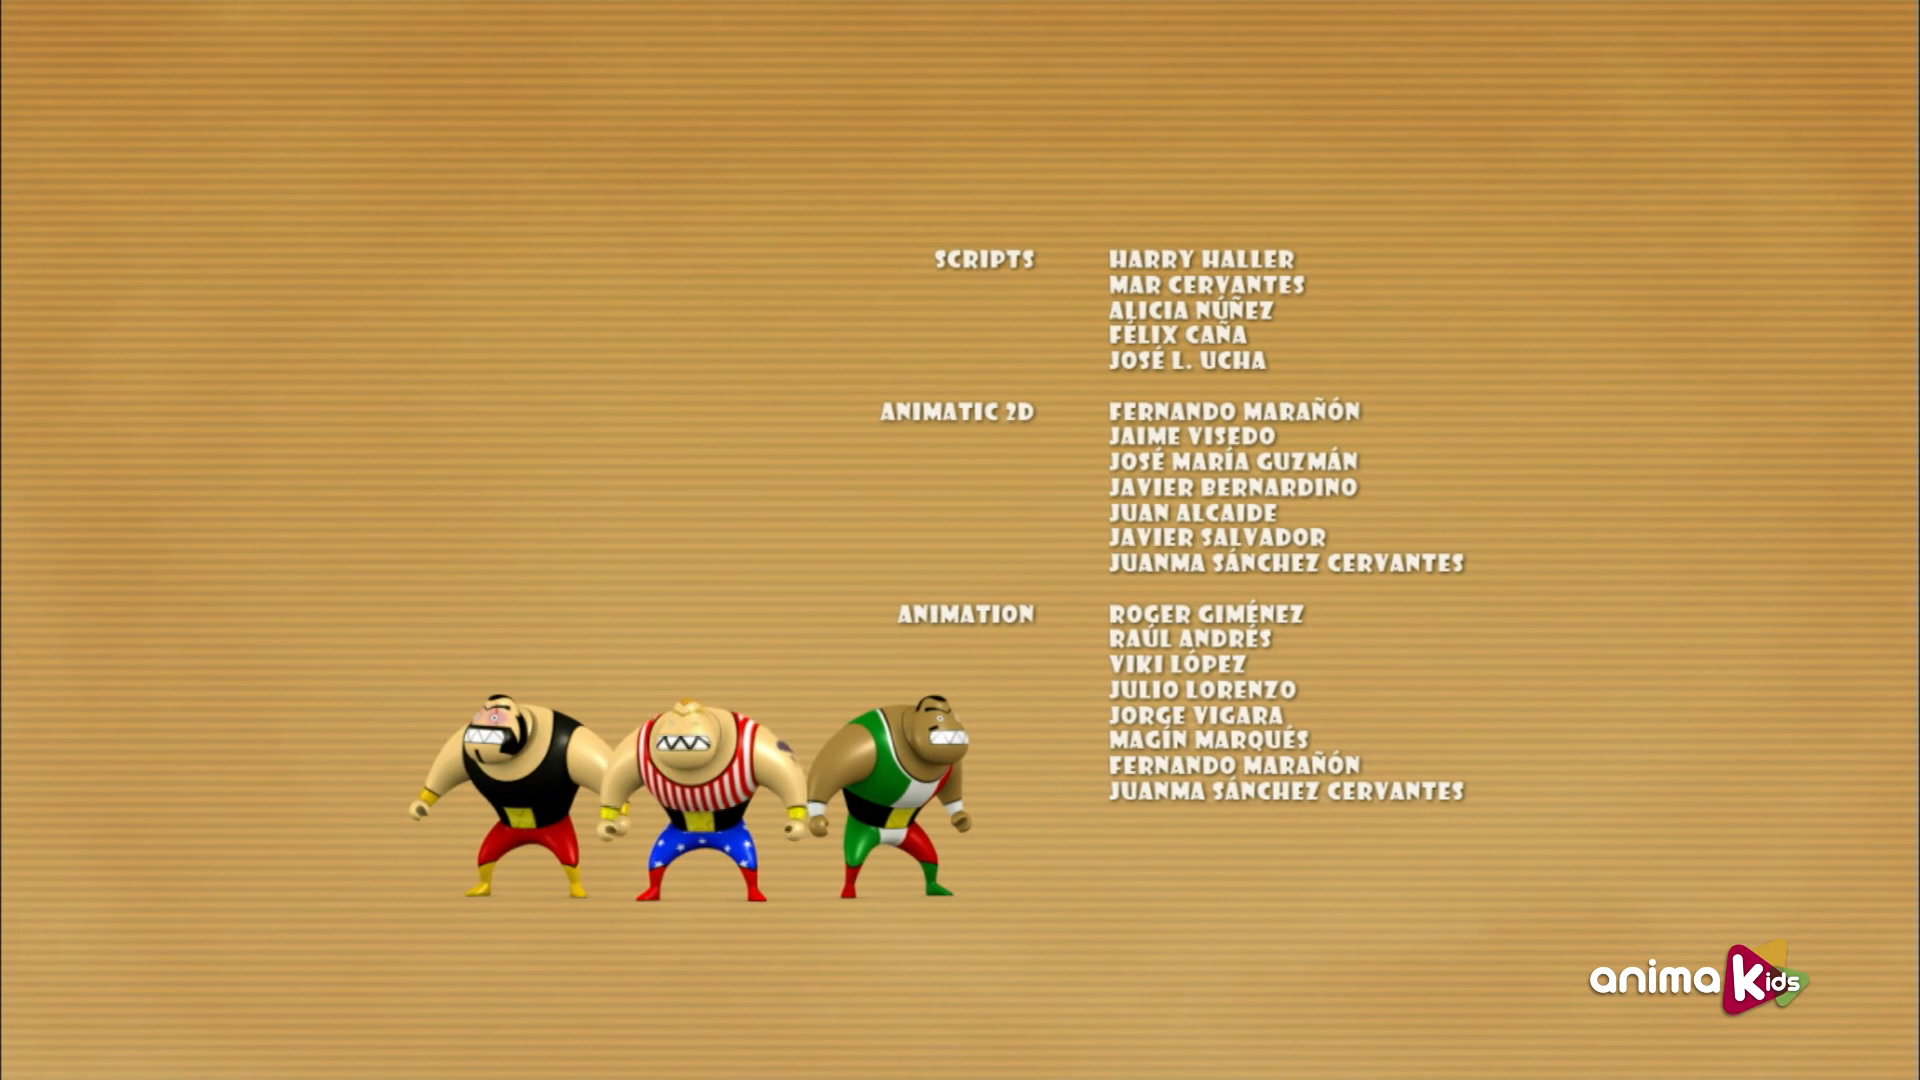 SCRIPTS HARRY HALLER
MAR CERVANTES
ALICIA NÚÑEZ
FÉLIX CAÑA
JOSÉ L. UCHA
ANIMATIC 2D FERNANDO MARAÑÓN
JAIME VISEDO
JOSÉ MARÍA GUZMÁN
JAVIER BERNARDINO
JUAN ALCAIDE
JAVIER SALVADOR
JUANMA SÁNCHEZ CERVANTES
ANIMATION ROGER GIMÉNEZ
RAÚL ANDRÉS
VIKI LÓPEZ
JULIO LORENZO
JORGE VIGARA
MAGÍN MARQUÉS
FERNANDO MARAÑÓN
JUANMA SÁNCHEZ CERVANTES
anima Kids